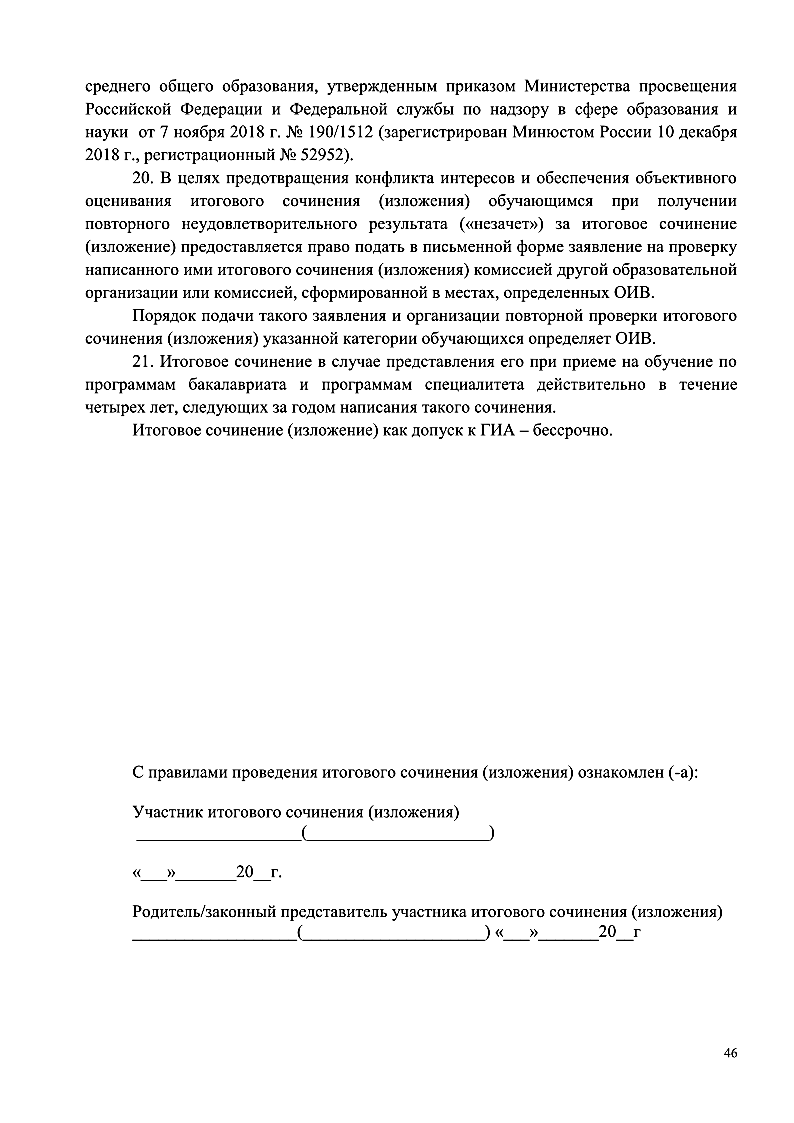 среднего общего образования, утвержденным приказом Министерства просвещения
Российской Федерации и Федеральной службы по надзору в сфере образования и
науки от 7 ноября 2018 г. № 190/1512 (зарегистрирован Минюстом России 10 декабря
2018 г., регистрационный № 52952).
20. В целях предотвращения конфликта интересов и обеспечения объективного
оценивания итогового сочинения (изложения) обучающимся при получении
повторного неудовлетворительного результата («незачет») за итоговое сочинение
(изложение) предоставляется право подать в письменной форме заявление на проверку
написанного ими итогового сочинения (изложения) комиссией другой образовательной
организации или комиссией, сформированной в местах, определенных ОИВ.
Порядок подачи такого заявления и организации повторной проверки итогового
сочинения (изложения) указанной категории обучающихся определяет ОИВ.
21. Итоговое сочинение в случае представления его при приеме на обучение по
программам бакалавриата и программам специалитета действительно в течение
четырех лет, следующих за годом написания такого сочинения.
Итоговое сочинение (изложение) как допуск к ГИА – бессрочно.
С правилами проведения итогового сочинения (изложения) ознакомлен (-а):
Участник итогового сочинения (изложения)
___________________(_____________________)
«___»_______20__г.
Родитель/законный представитель участника итогового сочинения (изложения)
___________________(_____________________) «___»_______20__г
46